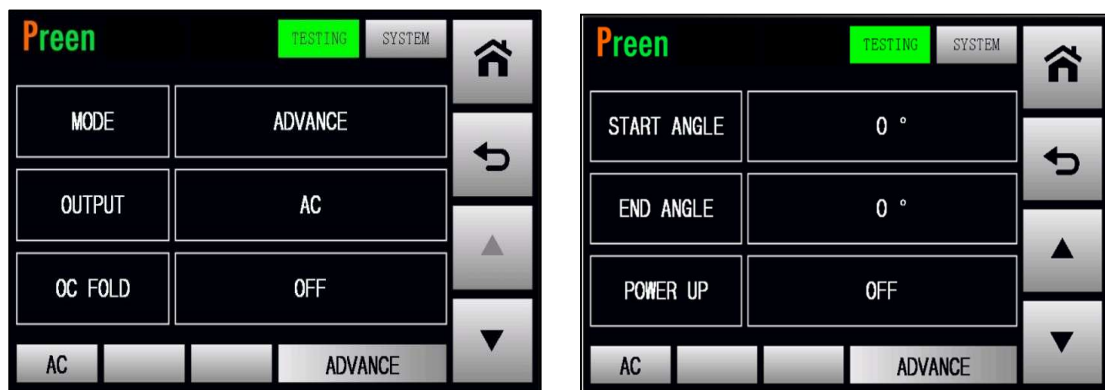 Preen TESTING SYSTEM
MODE ADVANCE
OUTPUT AC
OC FOLD OFF
AC ADVANCE
Preen TESTING SYSTEM
START ANGLE 0 °
END ANGLE 0 °
POWER UP OFF
AC ADVANCE